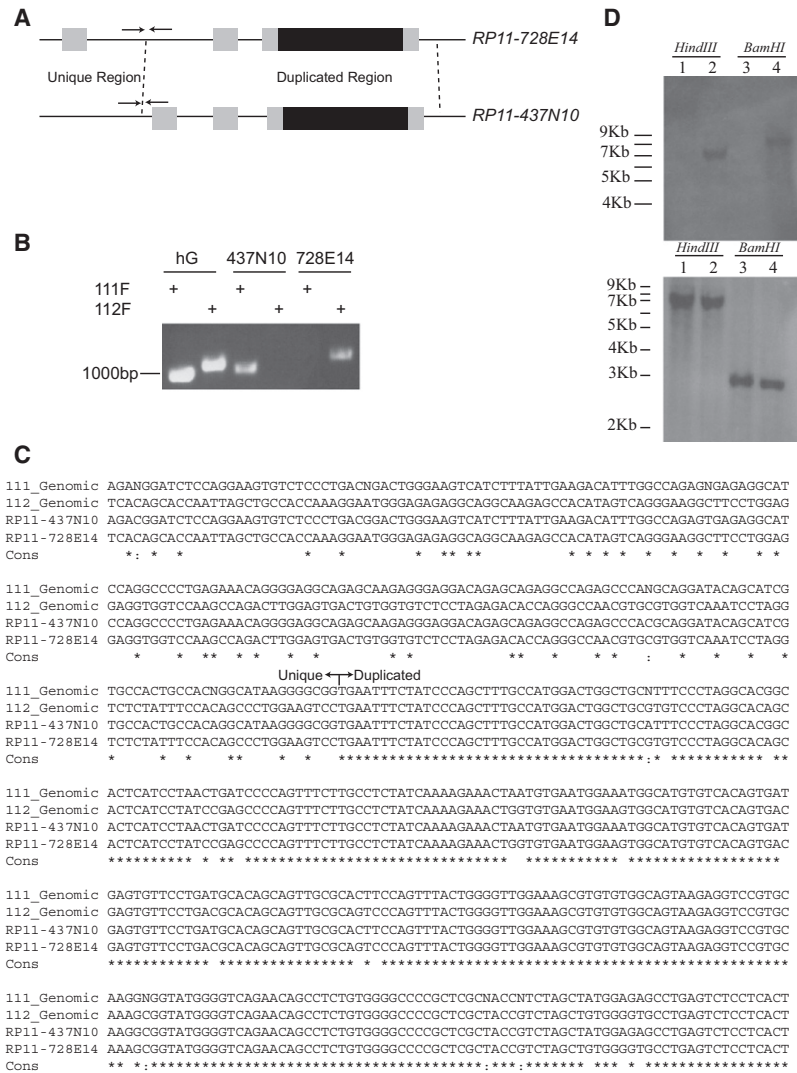 A
RP11-728E14
Unique Region
Duplicated Region
RP11-437N10
B
hG 437N10 728E14
111F + + +
112F + + +
1000bp
D
HindIII BamHI
1 2 3 4
9Kb
7Kb
5Kb
4Kb
HindIII BamHI
1 2 3 4
9Kb
7Kb
5Kb
4Kb
3Kb
2Kb
C
111_Genomic AGANGGATCTCCAGGAAGTGTCTCCCTGACNGACTGGGAAGTCATCTTTATTGAAGACATTTGGCCAGAGNGAGAGGCAT
112_Genomic TCACAGCACCAATTAGCTGCCACCAAAGGAATGGGAGAGAGGCAGGCAAGAGCCACATAGTCAGGGAAGGCTTCCTGGAG
RP11-437N10 AGACGGATCTCCAGGAAGTGTCTCCCTGACGGACTGGGAAGTCATCTTTATTGAAGACATTTGGCCAGAGTGAGAGGCAT
RP11-728E14 TCACAGCACCAATTAGCTGCCACCAAAGGAATGGGAGAGAGGCAGGCAAGAGCCACATAGTCAGGGAAGGCTTCCTGGAG
Cons *: * * * * * ** ** * * * * * * * * *
111_Genomic CCAGGCCCCTGAGAAACAGGGGAGGCAGAGCAAGAGGGAGGACAGAGCAGAGGCCAGAGCCCANGCAGGATACAGCATCG
112_Genomic GAGGTGGTCCAAGCCAGACTTGGAGTGACTGTGGTGTCTCCTAGAGACACCAGGGCCAACGTGCGTGGTCAAATCCTAGG
RP11-437N10 CCAGGCCCCTGAGAAACAGGGGAGGCAGAGCAAGAGGGAGGACAGAGCAGAGGCCAGAGCCCACGCAGGATACAGCATCG
RP11-728E14 GAGGTGGTCCAAGCCAGACTTGGAGTGACTGTGGTGTCTCCTAGAGACACCAGGGCCAACGTGCGTGGTCAAATCCTAGG
Cons * * ** * * * * * ** * * : * *
Unique Duplicated
111_Genomic TGCCACTGCCACNGGCATAAGGGGCGGTGAATTTCTATCCCAGCTTTGCCATGGACTGGCTGCNTTTCCCTAGGCACGGC
112_Genomic TCTCTATTTCCACAGCCCTGGAAGTCCTGAATTTCTATCCCAGCTTTGCCATGGACTGGCTGCGTGTCCCTAGGCACAGC
RP11-437N10 TGCCACTGCCACAGGCATAAGGGGCGGTGAATTTCTATCCCAGCTTTGCCATGGACTGGCTGCATTTCCCTAGGCACGGC
RP11-728E14 TCTCTATTTCCACAGCCCTGGAAGTCCTGAATTTCTATCCCAGCTTTGCCATGGACTGGCTGCGTGTCCCTAGGCACAGC
Cons * * * ** * * ************************************:* *********** **
111_Genomic ACTCATCCTAACTGATCCCCAGTTTCTTGCCTCTATCAAAAGAAACTAATGTGAATGGAAATGGCATGTGTCACAGTGAT
112_Genomic ACTCATCCTATCCGAGCCCCAGTTTCTTGCCTCTATCAAAAGAAACTGGTGTGAATGGAAGTGGCATGTGTCACAGTGAC
RP11-437N10 ACTCATCCTAACTGATCCCCAGTTTCTTGCCTCTATCAAAAGAAACTAATGTGAATGGAAATGGCATGTGTCACAGTGAT
RP11-728E14 ACTCATCCTATCCGAGCCCCAGTTTCTTGCCTCTATCAAAAGAAACTGGTGTGAATGGAAGTGGCATGTGTCACAGTGAC
Cons ********** * ** ******************************* *********** ******************
111_Genomic GAGTGTTCCTGATGCACAGCAGTTGCGCACTTCCAGTTTACTGGGGTTGGAAAGCGTGTGTGTGGCAGTAAGAGGTCCGTGC
112_Genomic GAGTGTTCCTGACGCACAGCAGTTGCGCAGTCCCAGTTTACTGGGGTTGGAAAGCGTGTGTGTGGCAGTAAGAGGTCCGTGC
RP11-437N10 GAGTGTTCCTGATGCACAGCAGTTGCGCACTTCCAGTTTACTGGGGTTGGAAAGCGTGTGTGTGGCAGTAAGAGGTCCGTGC
RP11-728E14 GAGTGTTCCTGACGCACAGCAGTTGCGCAGTCCCAGTTTACTGGGGTTGGAAAGCGTGTGTGTGGCAGTAAGAGGTCCGTGC
Cons ************ **************** * **************************************************
111_Genomic AAGGNGGTATGGGGTCAGAACAGCCTCTGTGGGGCCCCGCTCGCNACCNTCTAGCTATGGAGAGCCTGAGTCTCCTCACT
112_Genomic AAAGCGGTATGGGGTCAGAACAGCCTCTGTGGGGCCCCGCTCGCTACCGTCTAGCTGTGGGGTGCCTGAGTCTCCTCACT
RP11-437N10 AAGGCGGTATGGGGTCAGAACAGCCTCTGTGGGGCCCCGCTCGCTACCGTCTAGCTATGGAGAGCCTGAGTCTCCTCACT
RP11-728E14 AAAGCGGTATGGGGTCAGAACAGCCTCTGTGGGGCCCCGCTCGCTACCGTCTAGCTGTGGGGTGCCTGAGTCTCCTCACT
Cons ** *:***************************************:***:******* *** * *****************